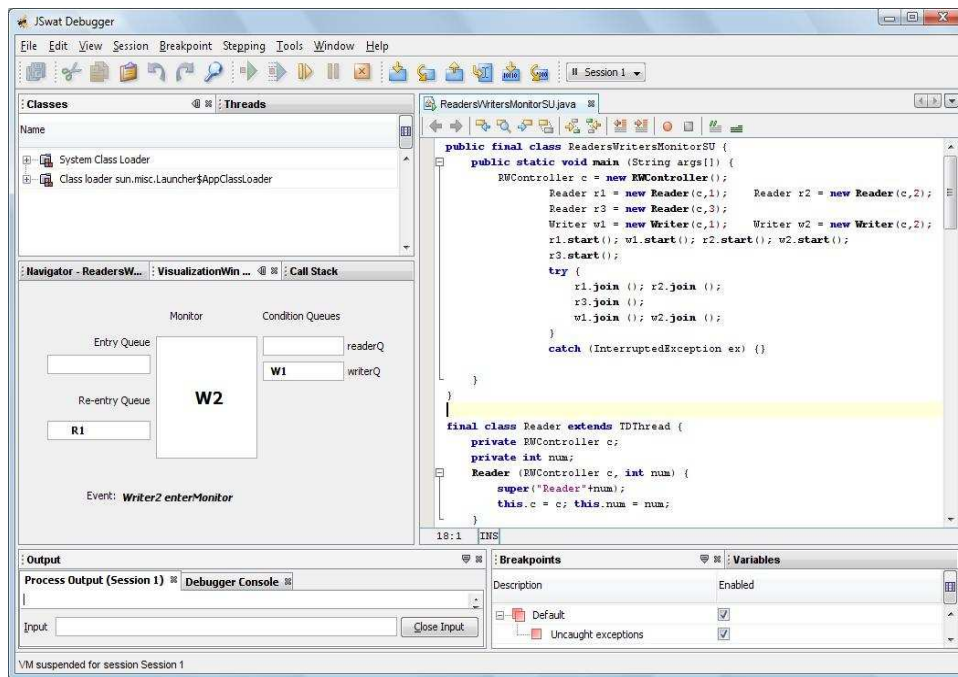 JSwat Debugger
File Edit View Session Breakpoint Stepping Tools Window Help
Session 1
Classes Threads
Name
System Class Loader
Class loader sun.misc.Launcher$AppClassLoader
Navigator - ReadersW... VisualizationWin ... Call Stack
Monitor Condition Queues
Entry Queue
readerQ
W1 writerQ
Re-entry Queue
W2
R1
Event: Writer2 enterMonitor
ReadersWritersMonitorSU.java
public final class ReadersWritersMonitorSU {
public static void main (String args[]) {
RWController c = new RWController();
Reader r1 = new Reader(c,1); Reader r2 = new Reader(c,2);
Reader r3 = new Reader(c,3);
Writer w1 = new Writer(c,1); Writer w2 = new Writer(c,2);
r1.start(); w1.start(); r2.start(); w2.start();
r3.start();
try {
r1.join (); r2.join ();
r3.join ();
w1.join (); w2.join ();
}
catch (InterruptedException ex) {}
}
}
final class Reader extends TDThread {
private RWController c;
private int num;
Reader (RWController c, int num) {
super("Reader"+num);
this.c = c; this.num = num;
}
18:1 INS
Output
Process Output (Session 1) Debugger Console
Input Close Input
Breakpoints Variables
Description Enabled
Default
Uncaught exceptions
VM suspended for session Session 1